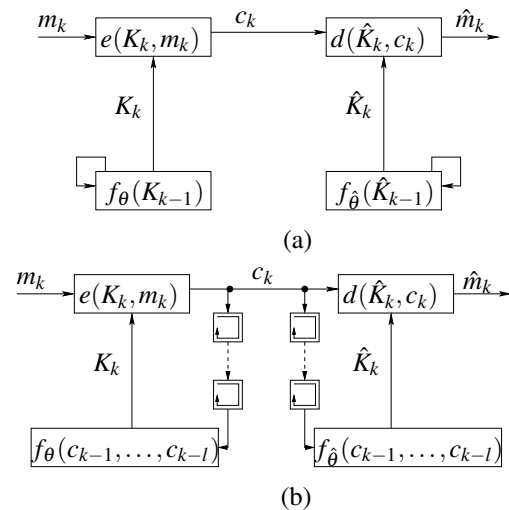 m_k e(K_k, m_k) c_k d(K̂_k, c_k) m̂_k
K_k K̂_k
f_θ(K_{k−1}) f_θ̂(K̂_{k−1})
(a)
m_k e(K_k, m_k) c_k d(K̂_k, c_k) m̂_k
K_k K̂_k
f_θ(c_{k−1}, ..., c_{k−l}) f_θ̂(c_{k−1}, ..., c_{k−l})
(b)